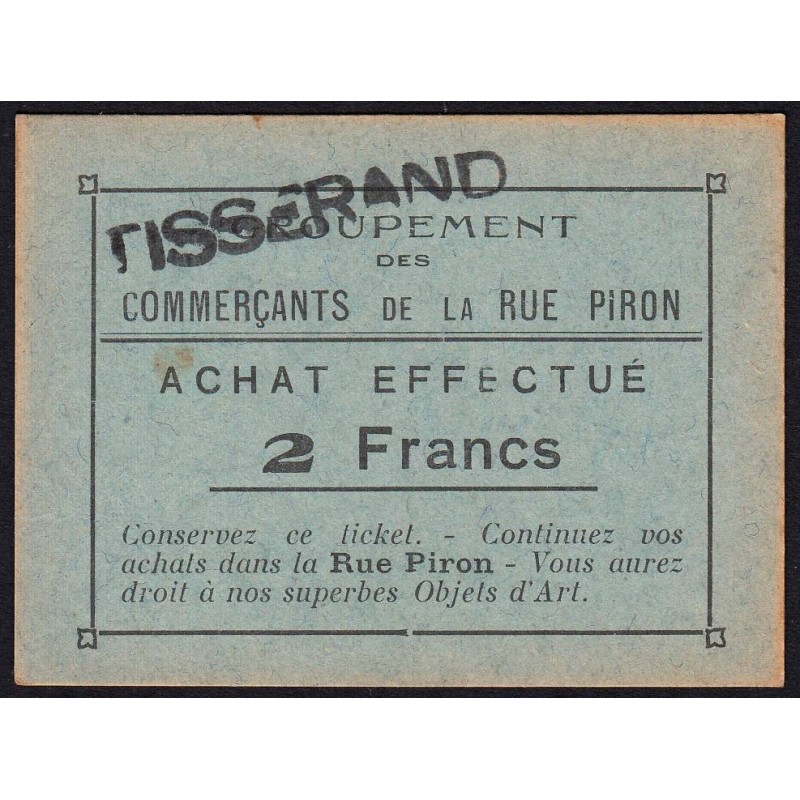 TISSERAND
GROUPEMENT
DES
COMMERÇANTS DE LA RUE PiRON
ACHAT EFFECTUÉ
2 Francs
Conservez ce ticket. - Continuez vos
achats dans la Rue Piron - Vous aurez
droit à nos superbes Objets d'Art.